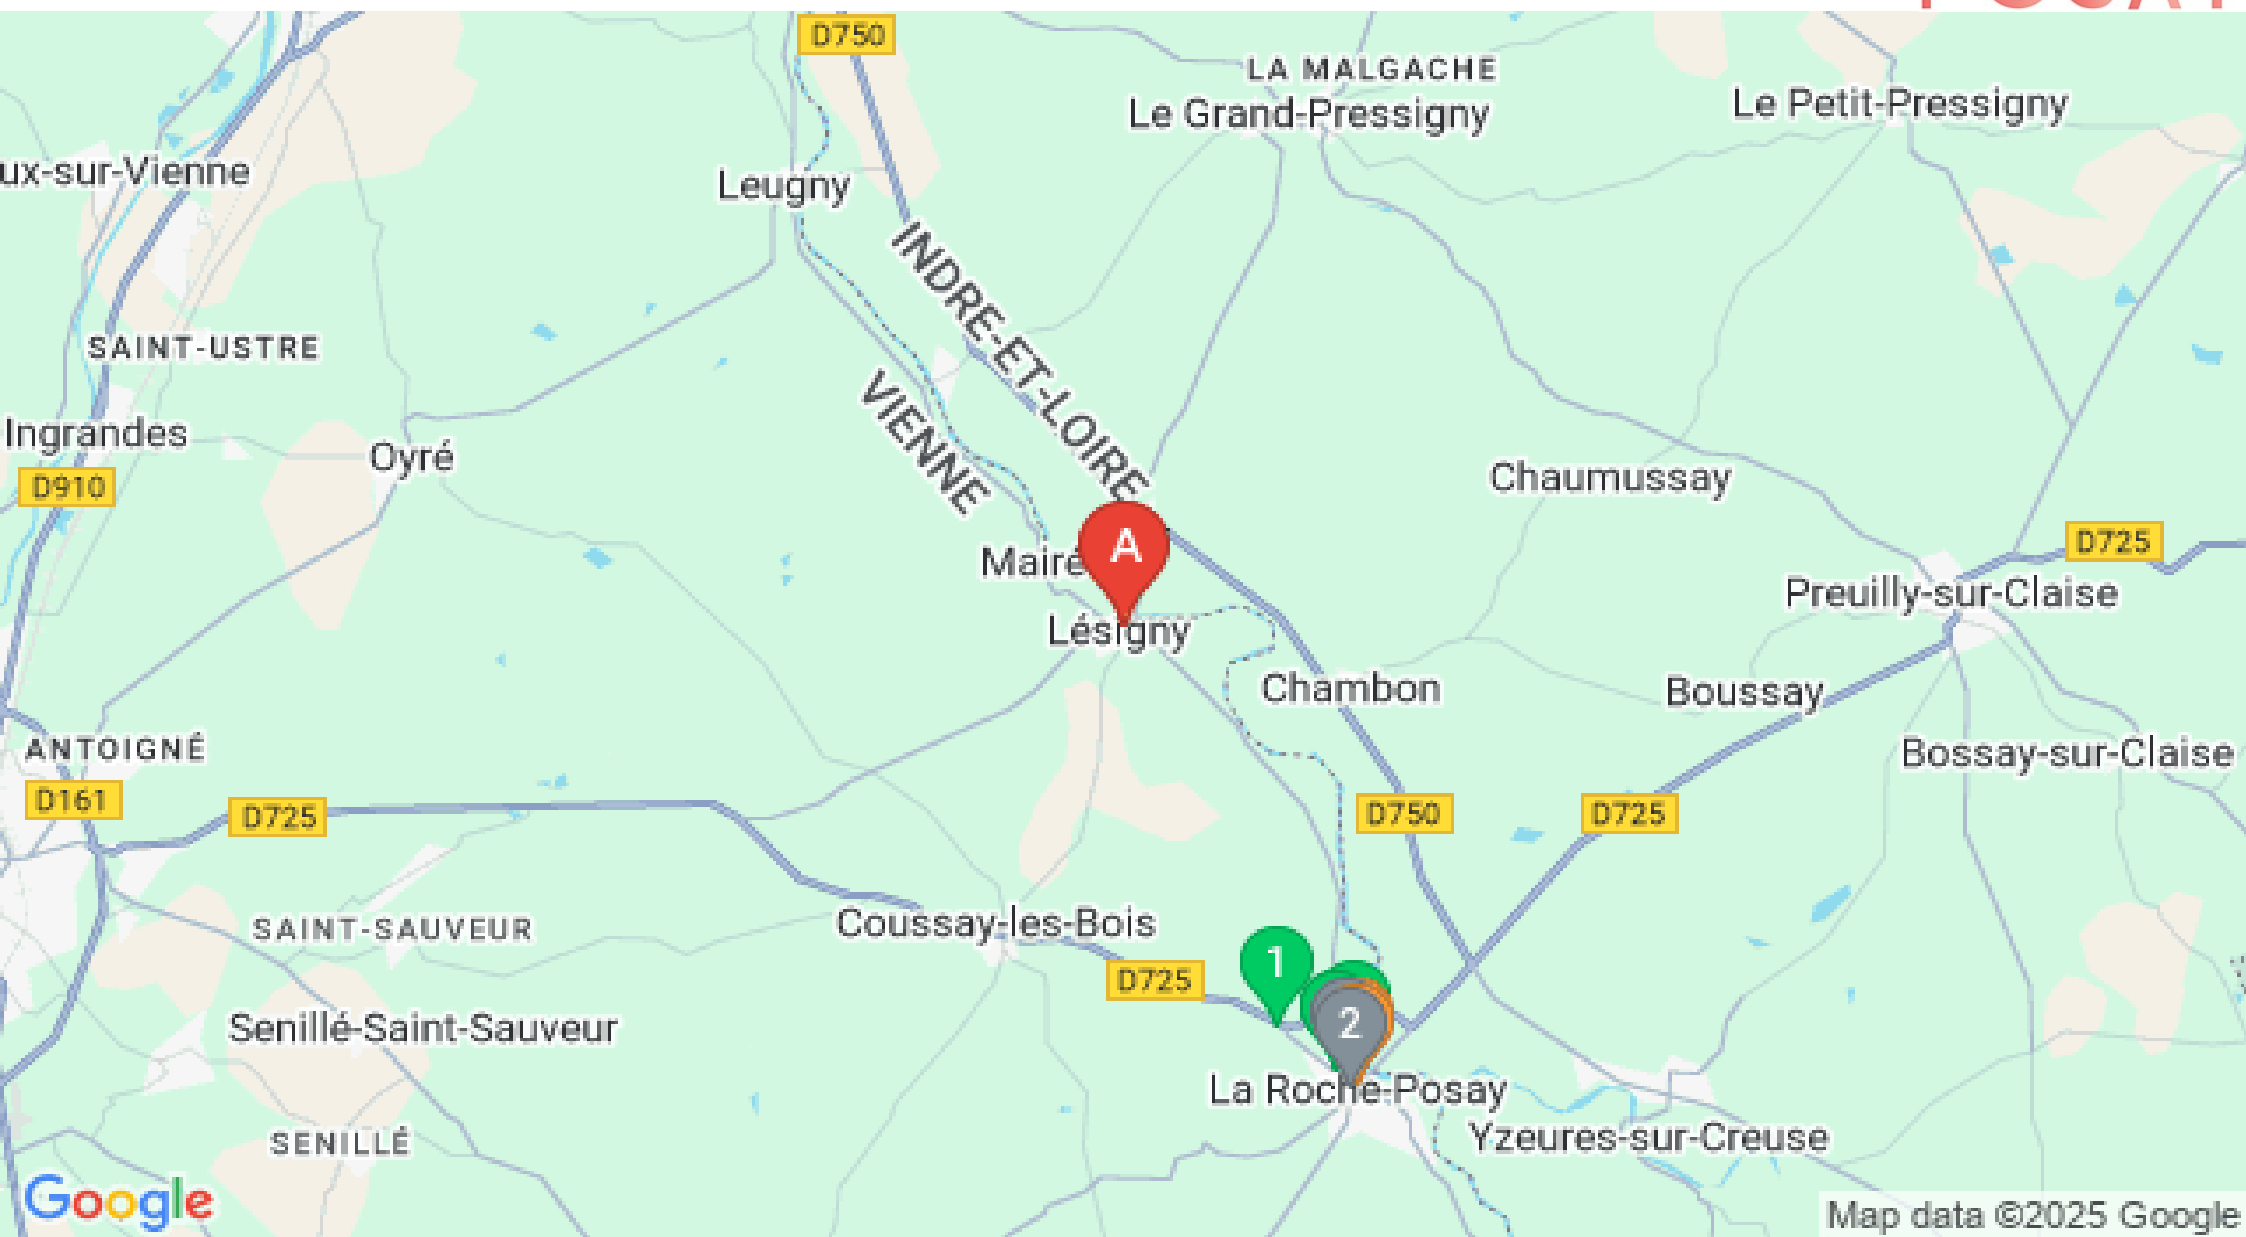 D750
LA MALGACHE
Le Grand-Pressigny
Le Petit-Pressigny
ux-sur-Vienne
Leugny
INDRE-ET-LOIRE
VIENNE
SAINT-USTRE
Ingrandes
Oyré
D910
Chaumussay
D725
A
Mairé
Preuilly-sur-Claise
Lésigny
Chambon
Boussay
ANTOIGNÉ
Bossay-sur-Claise
D161
D725
D750
D725
SAINT-SAUVEUR
Coussay-les-Bois
1
D725
Senillé-Saint-Sauveur
2
La Roche-Posay
SENILLÉ
Yzeures-sur-Creuse
Google
Map data ©2025 Google